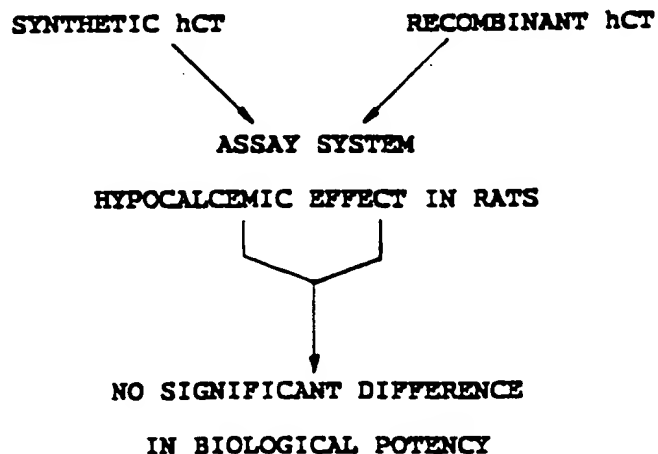 SYNTHETIC hCT RECOMBINANT hCT
ASSAY SYSTEM
HYPOCALCEMIC EFFECT IN RATS
NO SIGNIFICANT DIFFERENCE
IN BIOLOGICAL POTENCY